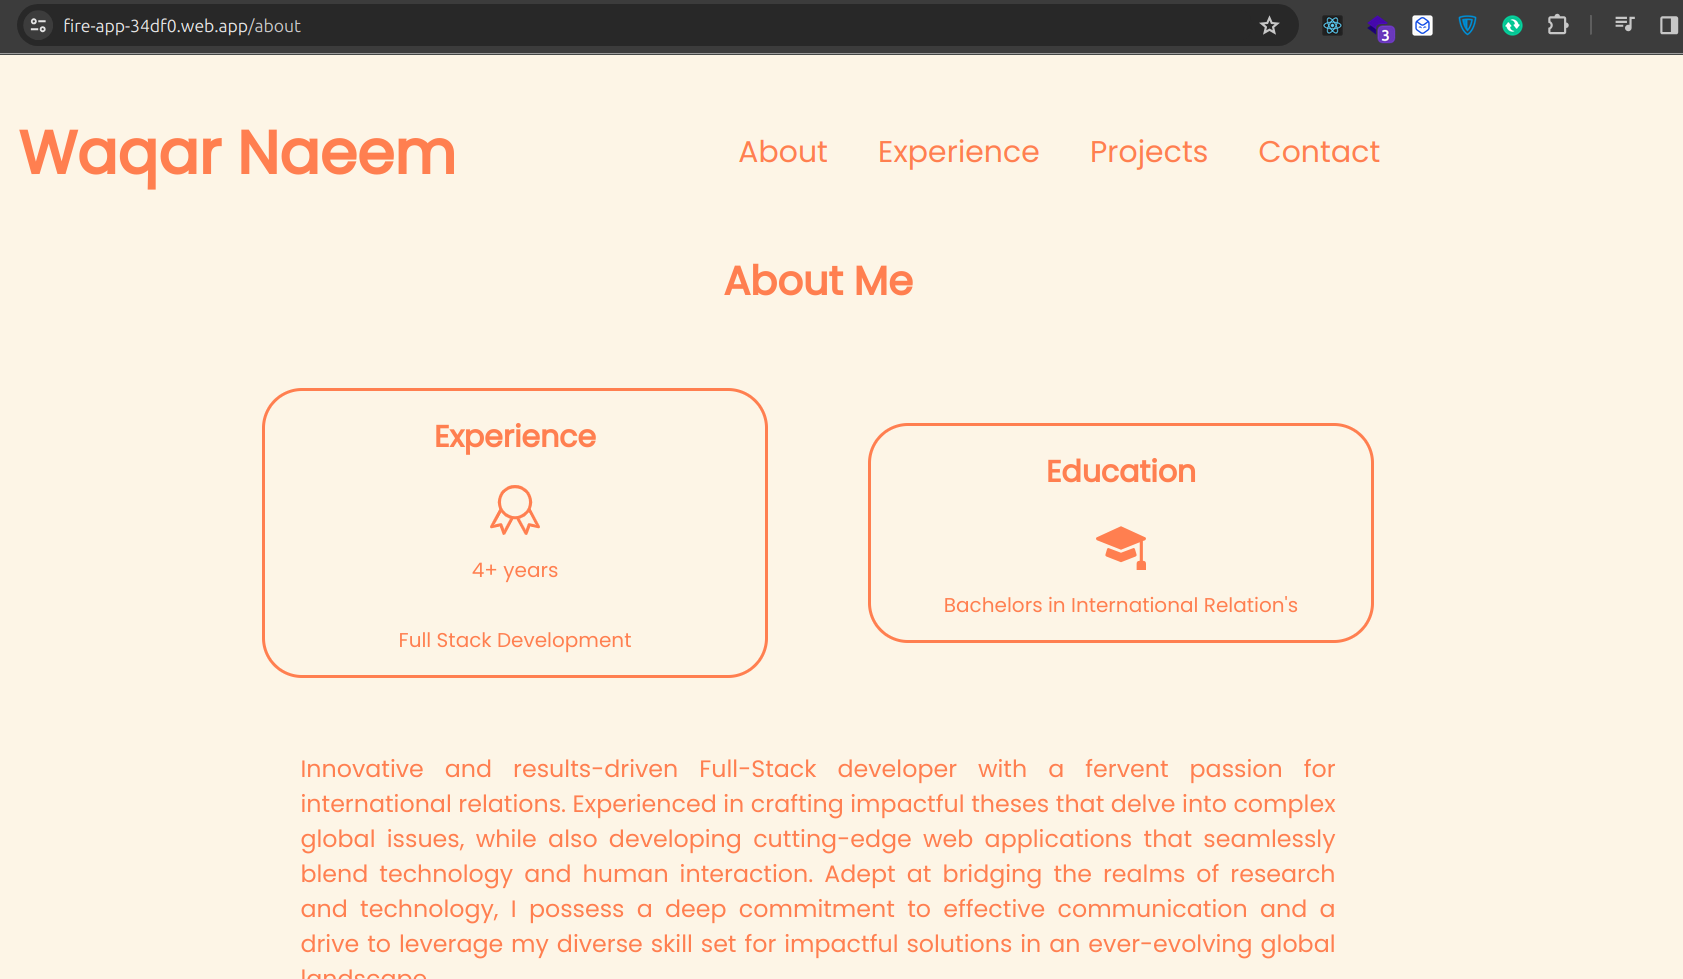 fire-app-34df0.web.app/about
3
Waqar Naeem
About Experience Projects Contact
About Me
Experience
4+ years
Full Stack Development
Education
Bachelors in International Relation's
Innovative and results-driven Full-Stack developer with a fervent passion for
international relations. Experienced in crafting impactful theses that delve into complex
global issues, while also developing cutting-edge web applications that seamlessly
blend technology and human interaction. Adept at bridging the realms of research
and technology, I possess a deep commitment to effective communication and a
drive to leverage my diverse skill set for impactful solutions in an ever-evolving global
landscape.